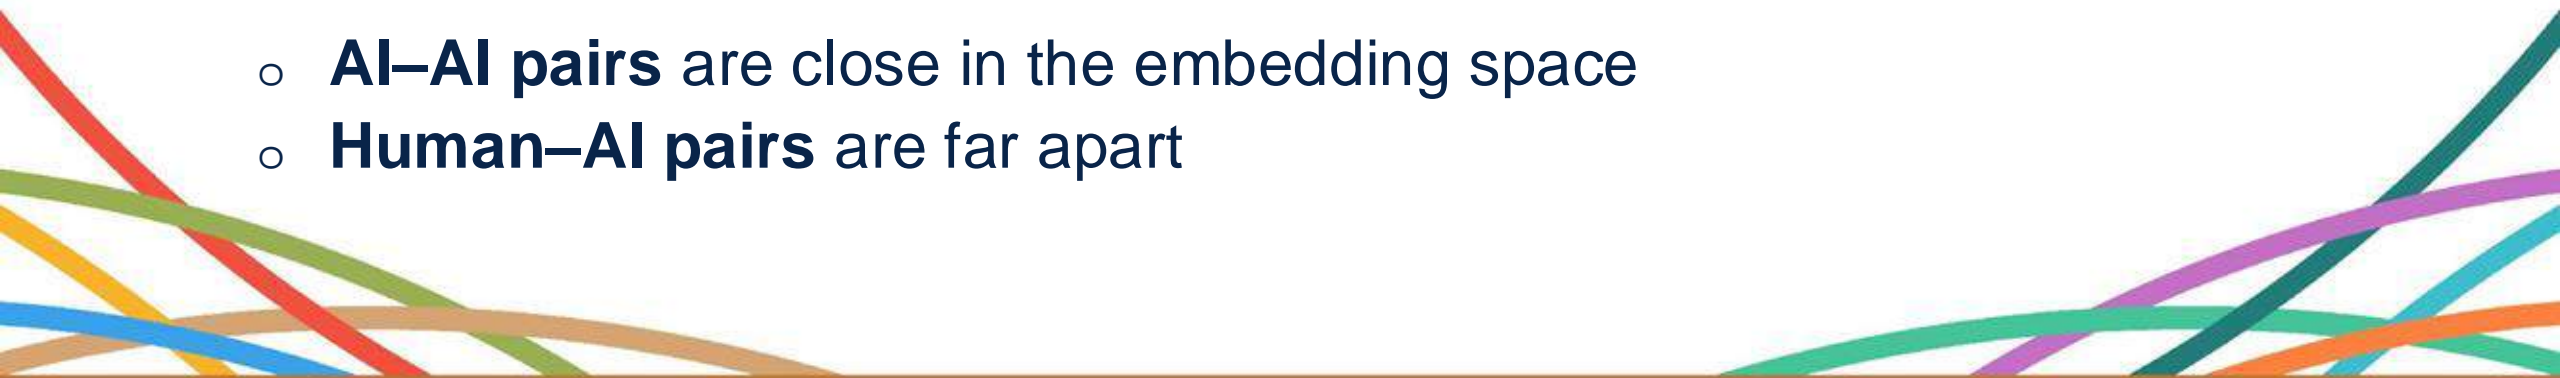 o AI–AI pairs are close in the embedding space
o Human–AI pairs are far apart